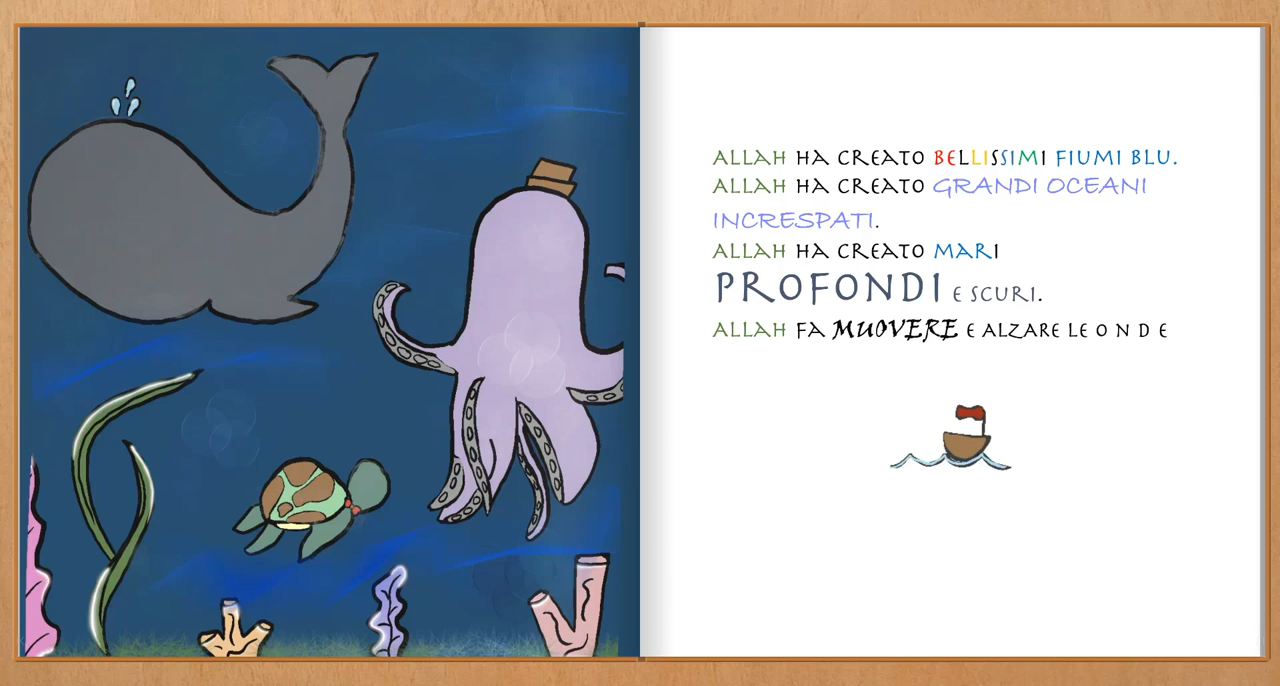 ALLAH HA CREATO BELLISSIMI FIUMI BLU.
ALLAH HA CREATO GRANDI OCEANI
INCRESPATI.
ALLAH HA CREATO MARI
PROFONDI E SCURI.
ALLAH FA MUOVERE E ALZARE LE O N D E